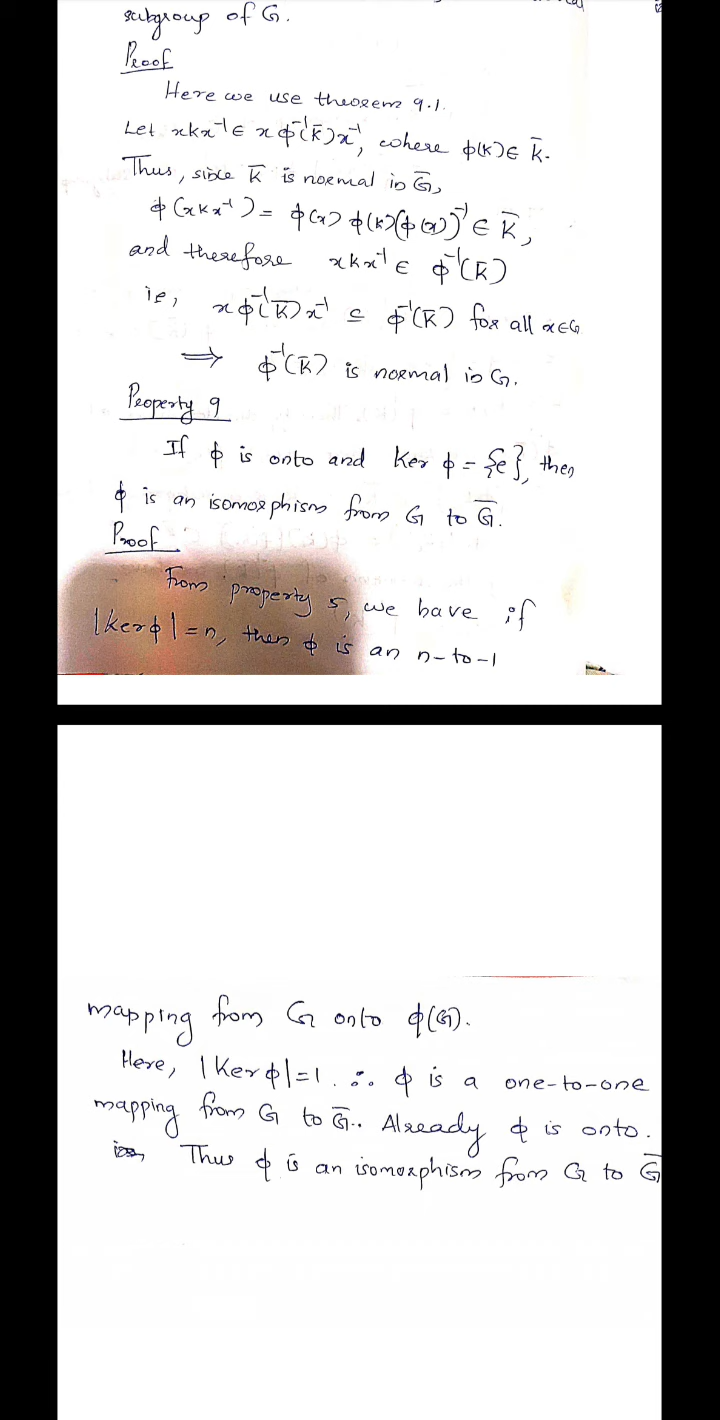 subgroup of G.
Proof
Here we use theorem 9.1.
Let xkx⁻¹ ∈ x ϕ⁻¹(k̄)x⁻¹, where ϕ(k) ∈ k̄.
Thus, since k̄ is normal in G̅,
ϕ(xkx⁻¹) = ϕ(x) ϕ(k)(ϕ(x))⁻¹ ∈ k̄,
and therefore xkx⁻¹ ∈ ϕ⁻¹(k̄)
ie, x ϕ⁻¹(k̄) x⁻¹ ⊆ ϕ⁻¹(k̄) for all x∈G
⟹ ϕ⁻¹(k̄) is normal in G.
Property 9
If ϕ is onto and Ker ϕ = {e}, then
ϕ is an isomorphism from G to G̅.
Proof
From property 5, we have if
|kerϕ| = n, then ϕ is an n-to-1
mapping from G onto ϕ(G).
Here, |Ker ϕ| = 1. ∴ ϕ is a one-to-one
mapping from G to G̅.. Already ϕ is onto.
Thus ϕ is an isomorphism from G to G̅